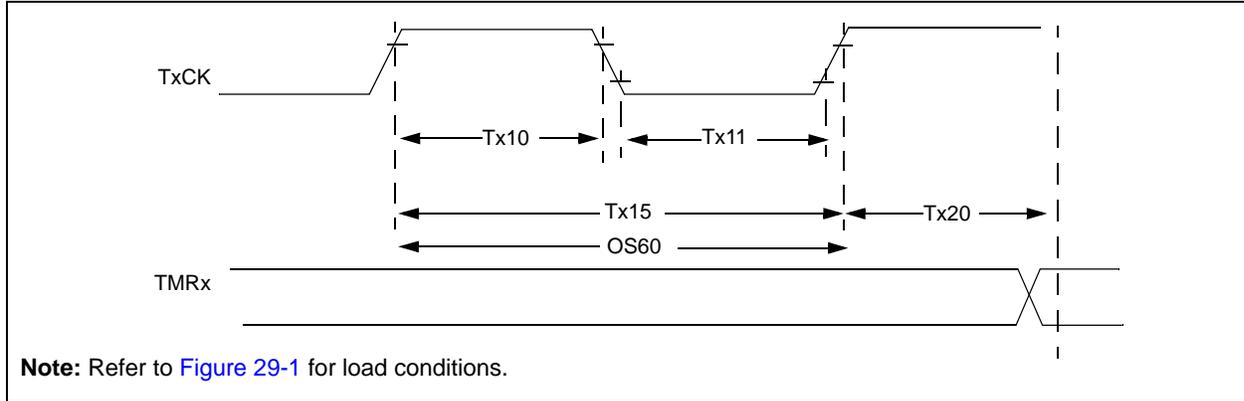 TxCK
Tx10
Tx11
Tx15
Tx20
OS60
TMRx
Note: Refer to Figure 29-1 for load conditions.